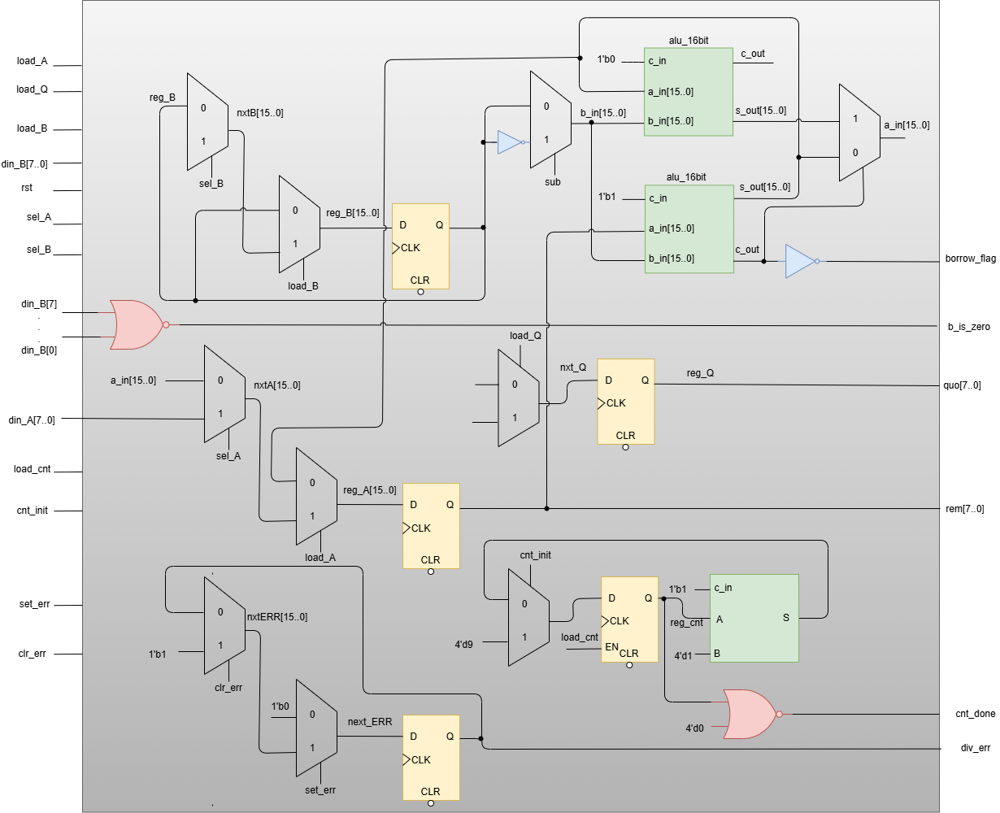 alu_16bit
load_A
1'b0
c_in
c_out
load_Q
reg_B
a_in[15..0]
0
0
nxtB[15..0]
b_in[15..0]
b_in[15..0]
s_out[15..0]
1
a_in[15..0]
load_B
1
1
0
din_B[7..0]
sel_B
sub
alu_16bit
rst
s_out[15..0]
1'b1
c_in
sel_A
0
reg_B[15..0]
D
Q
a_in[15..0]
sel_B
1
CLK
c_out
b_in[15..0]
borrow_flag
load_B
CLR
din_B[7]
.
.
din_B[0]
b_is_zero
load_Q
a_in[15..0]
0
nxtA[15..0]
0
nxt_Q
D
Q
reg_Q
quo[7..0]
din_A[7..0]
1
1
CLK
sel_A
CLR
load_cnt
0
reg_A[15..0]
D
Q
cnt_init
1
CLK
rem[7..0]
load_A
CLR
cnt_init
set_err
0
nxtERR[15..0]
0
D
Q
1'b1
c_in
CLK
reg_cnt
A
S
clr_err
1'b1
1
4'd9
1
load_cnt
EN
CLR
4'd1
B
clr_err
1'b0
0
next_ERR
D
Q
4'd0
cnt_done
1
CLK
div_err
set_err
CLR